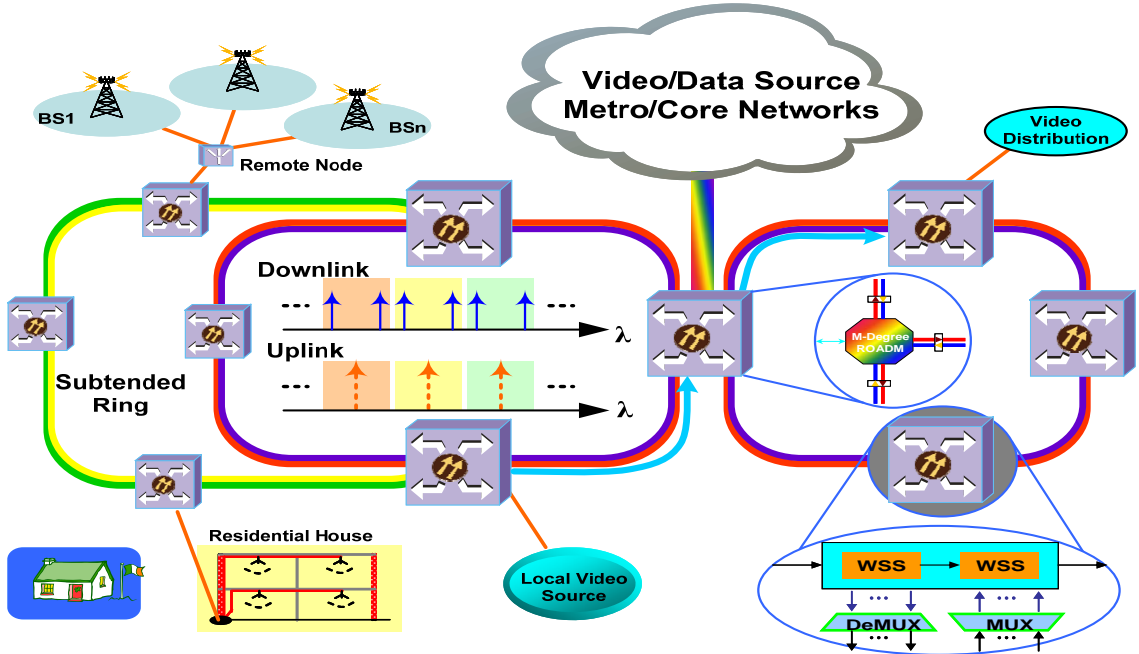 Video/Data Source
Metro/Core Networks
BS1
BSn
Remote Node
Video
Distribution
Downlink
... ...
λ
Uplink
... ...
λ
M-Degree
ROADM
Subtended
Ring
Residential House
Local Video
Source
WSS
WSS
... ...
DeMUX
MUX
... ...